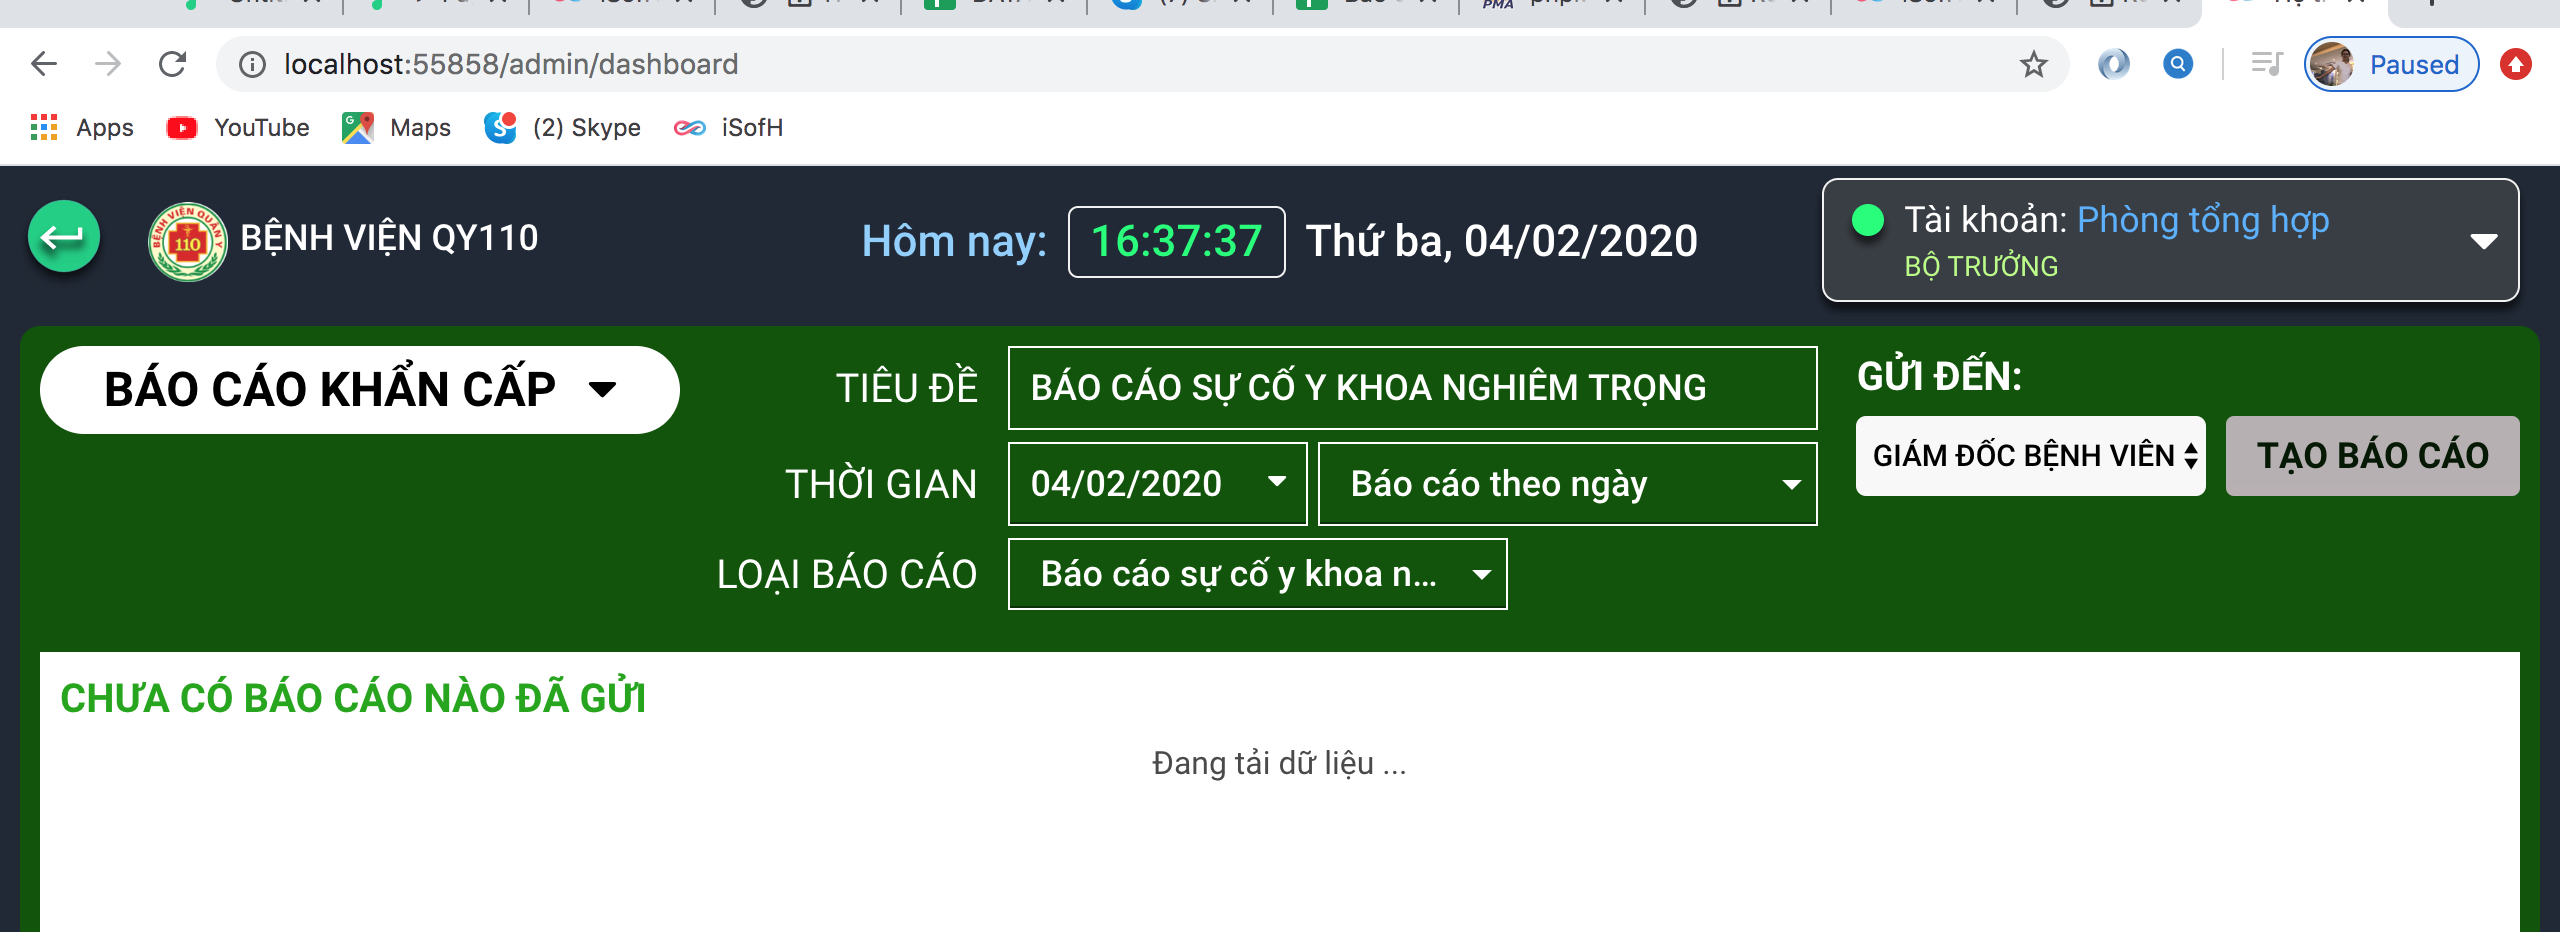 localhost:55858/admin/dashboard
Paused
Apps
YouTube
Maps
(2) Skype
iSofH
BỆNH VIỆN QUÂN Y
110
BỆNH VIỆN QY110
Hôm nay: 16:37:37 Thứ ba, 04/02/2020
Tài khoản: Phòng tổng hợp
BỘ TRƯỞNG
BÁO CÁO KHẨN CẤP
TIÊU ĐỀ
BÁO CÁO SỰ CỐ Y KHOA NGHIÊM TRỌNG
THỜI GIAN
04/02/2020
Báo cáo theo ngày
LOẠI BÁO CÁO
Báo cáo sự cố y khoa n...
GỬI ĐẾN:
GIÁM ĐỐC BỆNH VIÊN
TẠO BÁO CÁO
CHƯA CÓ BÁO CÁO NÀO ĐÃ GỬI
Đang tải dữ liệu ...